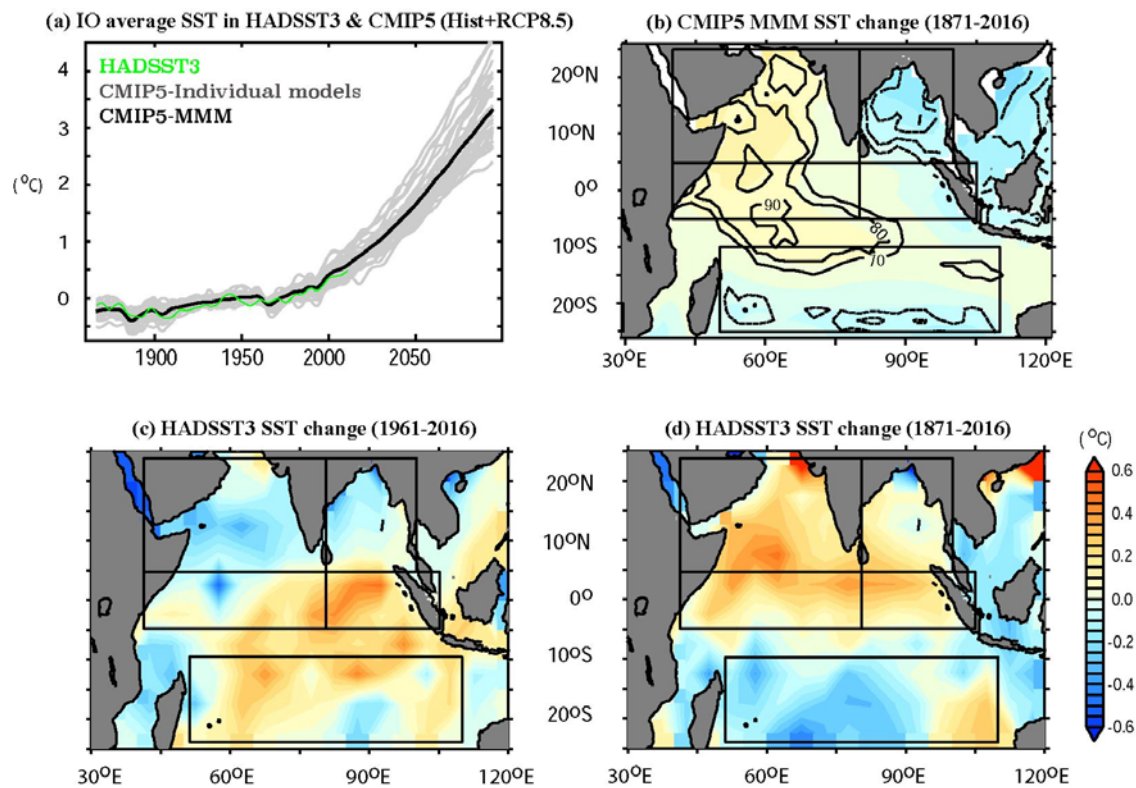 (a) IO average SST in HADSST3 & CMIP5 (Hist+RCP8.5)
4
3
2
1
0
(°C)
HADSST3
CMIP5-Individual models
CMIP5-MMM
1900
1950
2000
2050
(b) CMIP5 MMM SST change (1871-2016)
20°N
10°N
0°
10°S
20°S
90
80
70
30°E
60°E
90°E
120°E
(c) HADSST3 SST change (1961-2016)
30°E
60°E
90°E
120°E
(d) HADSST3 SST change (1871-2016)
20°N
10°N
0°
10°S
20°S
30°E
60°E
90°E
120°E
(°C)
0.6
0.4
0.2
0.0
-0.2
-0.4
-0.6